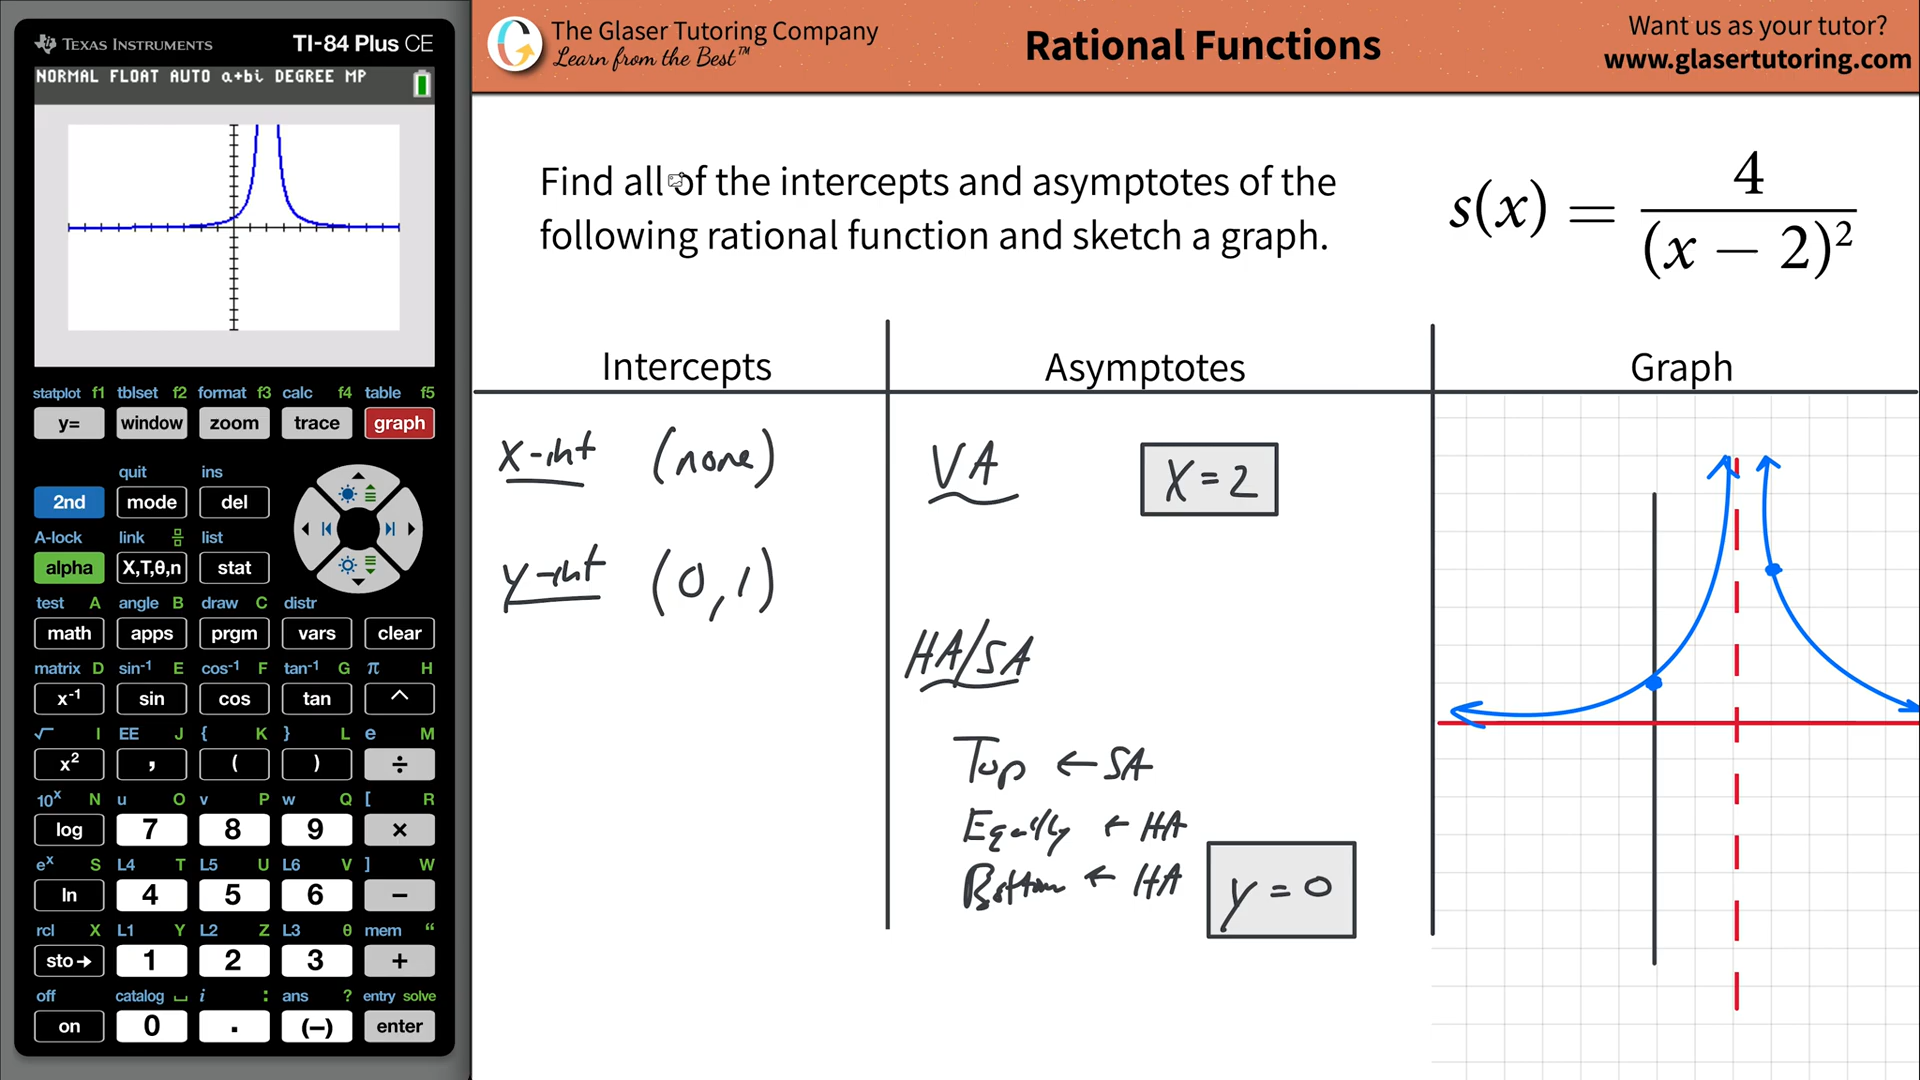 TEXAS INSTRUMENTS TI-84 Plus CE
NORMAL FLOAT AUTO a+bi DEGREE MP
statplot f1 tblset f2 format f3 calc f4 table f5
y= window zoom trace graph
quit ins
2nd mode del
A-lock link list
alpha X,T,θ,n stat
test A angle B draw C distr
math apps prgm vars clear
matrix D sin-1 E cos-1 F tan-1 G π H
x-1 sin cos tan ^
√ I EE J { K } L e M
x2 , ( ) ÷
10x N u O v P w Q [ R
log 7 8 9 ×
ex S L4 T L5 U L6 V ] W
ln 4 5 6 −
rcl X L1 Y L2 Z L3 θ mem “
sto→ 1 2 3 +
off catalog ⎵ i : ans ? entry solve
on 0 . (−) enter
The Glaser Tutoring Company
Learn from the Best™
Rational Functions
Want us as your tutor?
www.glasertutoring.com
Find all of the intercepts and asymptotes of the
following rational function and sketch a graph.
s(x) = 4 / (x − 2)²
Intercepts Asymptotes Graph
x-int (none)
y-int (0,1)
VA x=2
HA/SA
Top ← SA
Equally ← HA
Bottom ← HA
y=0